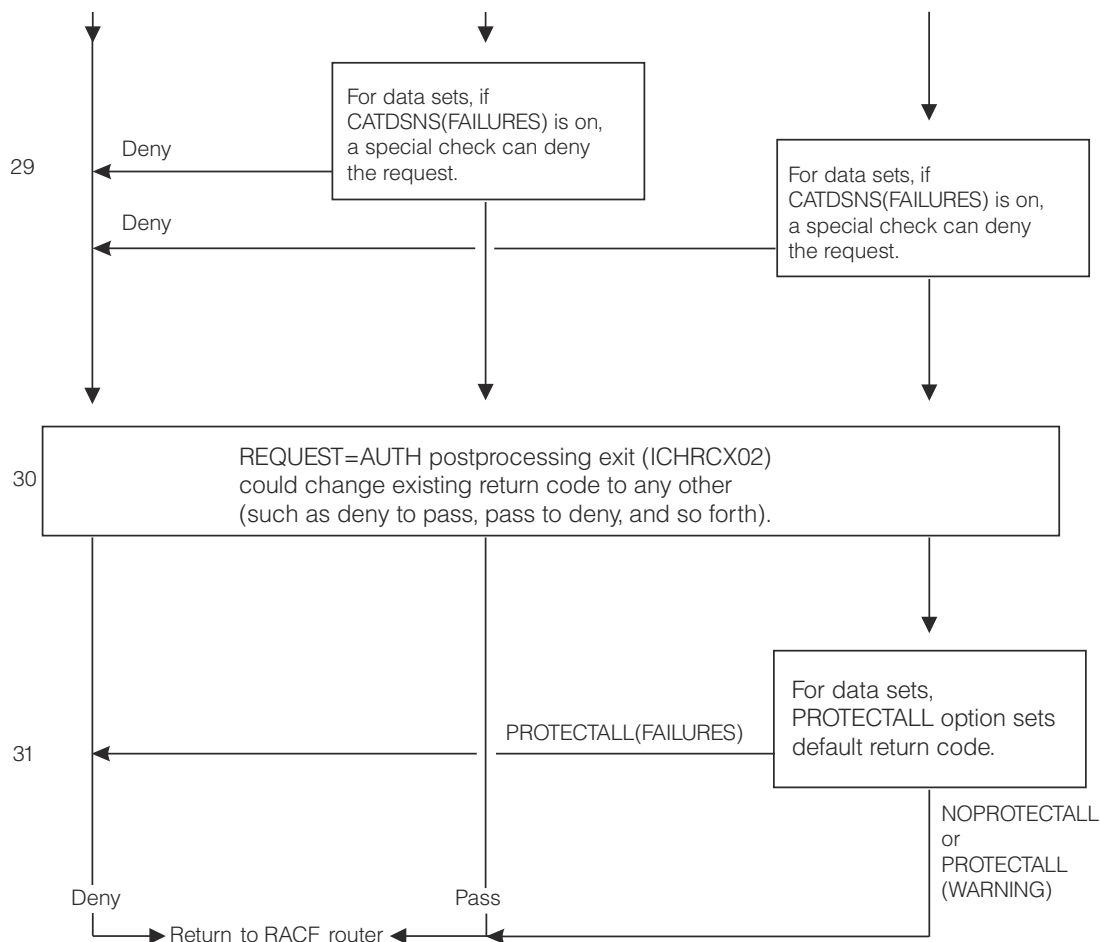 For data sets, if
CATDSNS(FAILURES) is on,
a special check can deny
the request.
Deny
29
For data sets, if
CATDSNS(FAILURES) is on,
a special check can deny
the request.
Deny
REQUEST=AUTH postprocessing exit (ICHRCX02)
30
could change existing return code to any other
(such as deny to pass, pass to deny, and so forth).
For data sets,
PROTECTALL option sets
default return code.
PROTECTALL(FAILURES)
31
NOPROTECTALL
or
PROTECTALL
(WARNING)
Deny
Pass
Return to RACF router